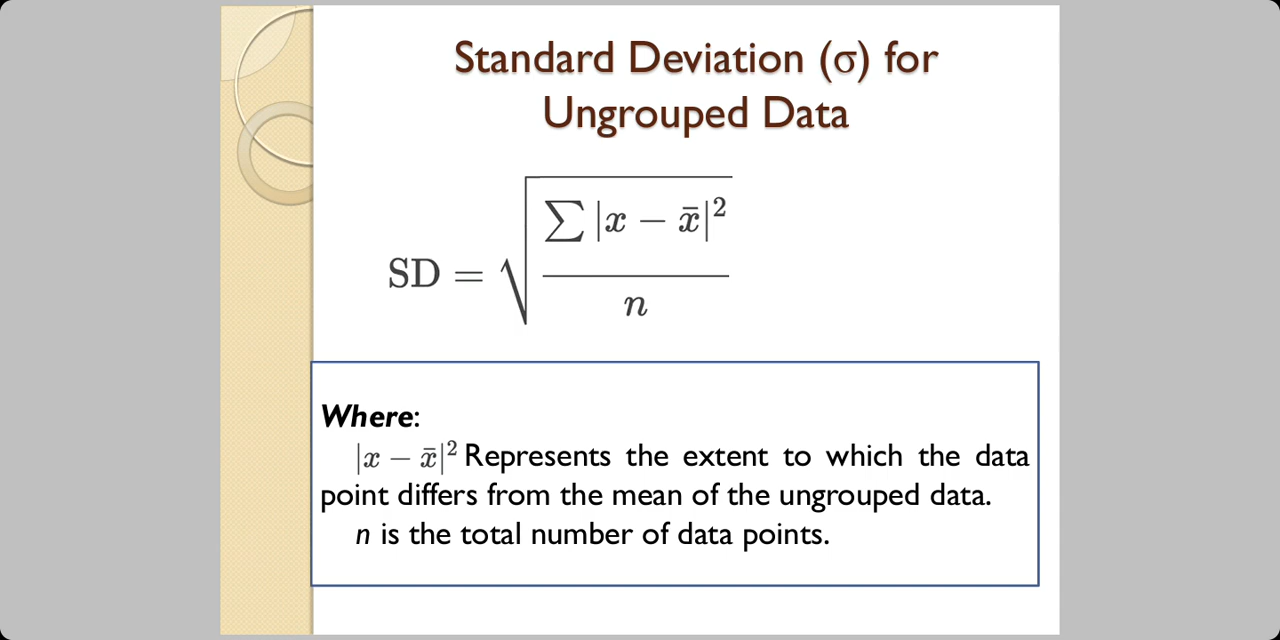 Standard Deviation (σ) for
Ungrouped Data
SD = √(∑|x − x̄|² / n)
Where:
|x − x̄|² Represents the extent to which the data
point differs from the mean of the ungrouped data.
n is the total number of data points.